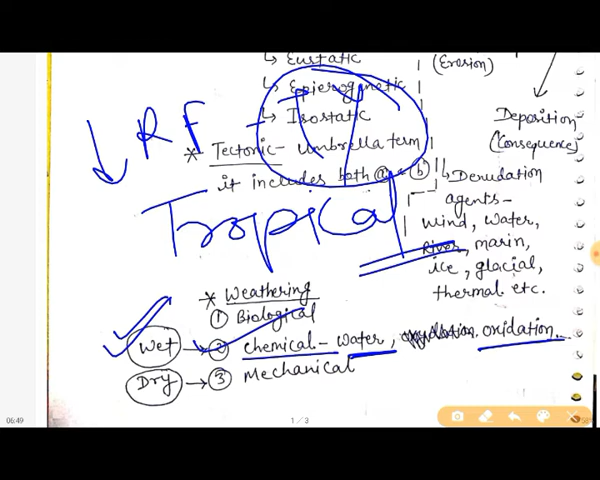 ↳ Eustatic
↳ Epierogenetic
↳ Isostatic
* Tectonic - Umbrella term
it includes both ⓐ & ⓑ
(Erosion)
Deposition
(Consequence)
↳ Denudation
agents -
wind, water,
River, marin,
ice, glacial,
thermal etc.
↓ RF
Tropical
* Weathering
① Biological
Wet → ② Chemical - Water, oxidation
Dry → ③ Mechanical
06:49
1 / 3